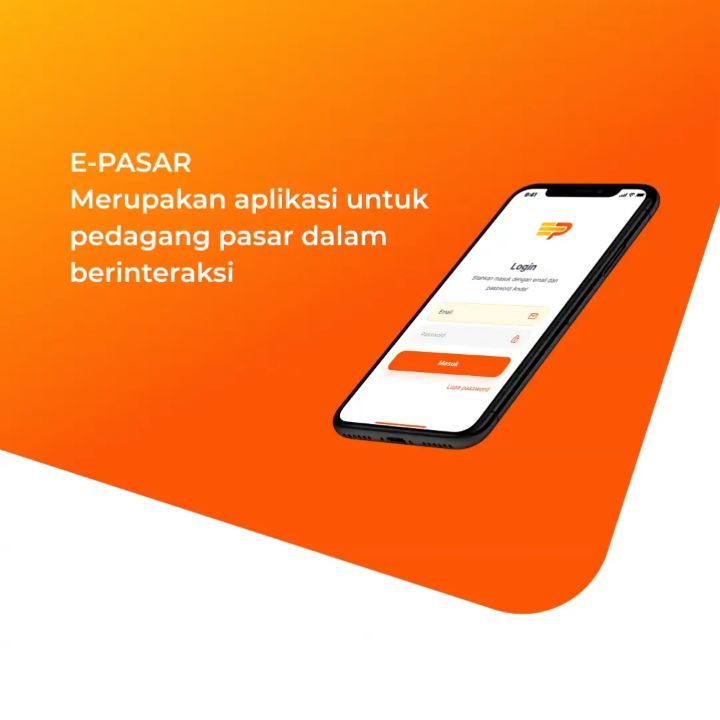 E-PASAR
Merupakan aplikasi untuk
pedagang pasar dalam
berinteraksi
9:41
EP
Login
Silahkan masuk dengan email dan
password Anda!
Email
Password
Masuk
Lupa password